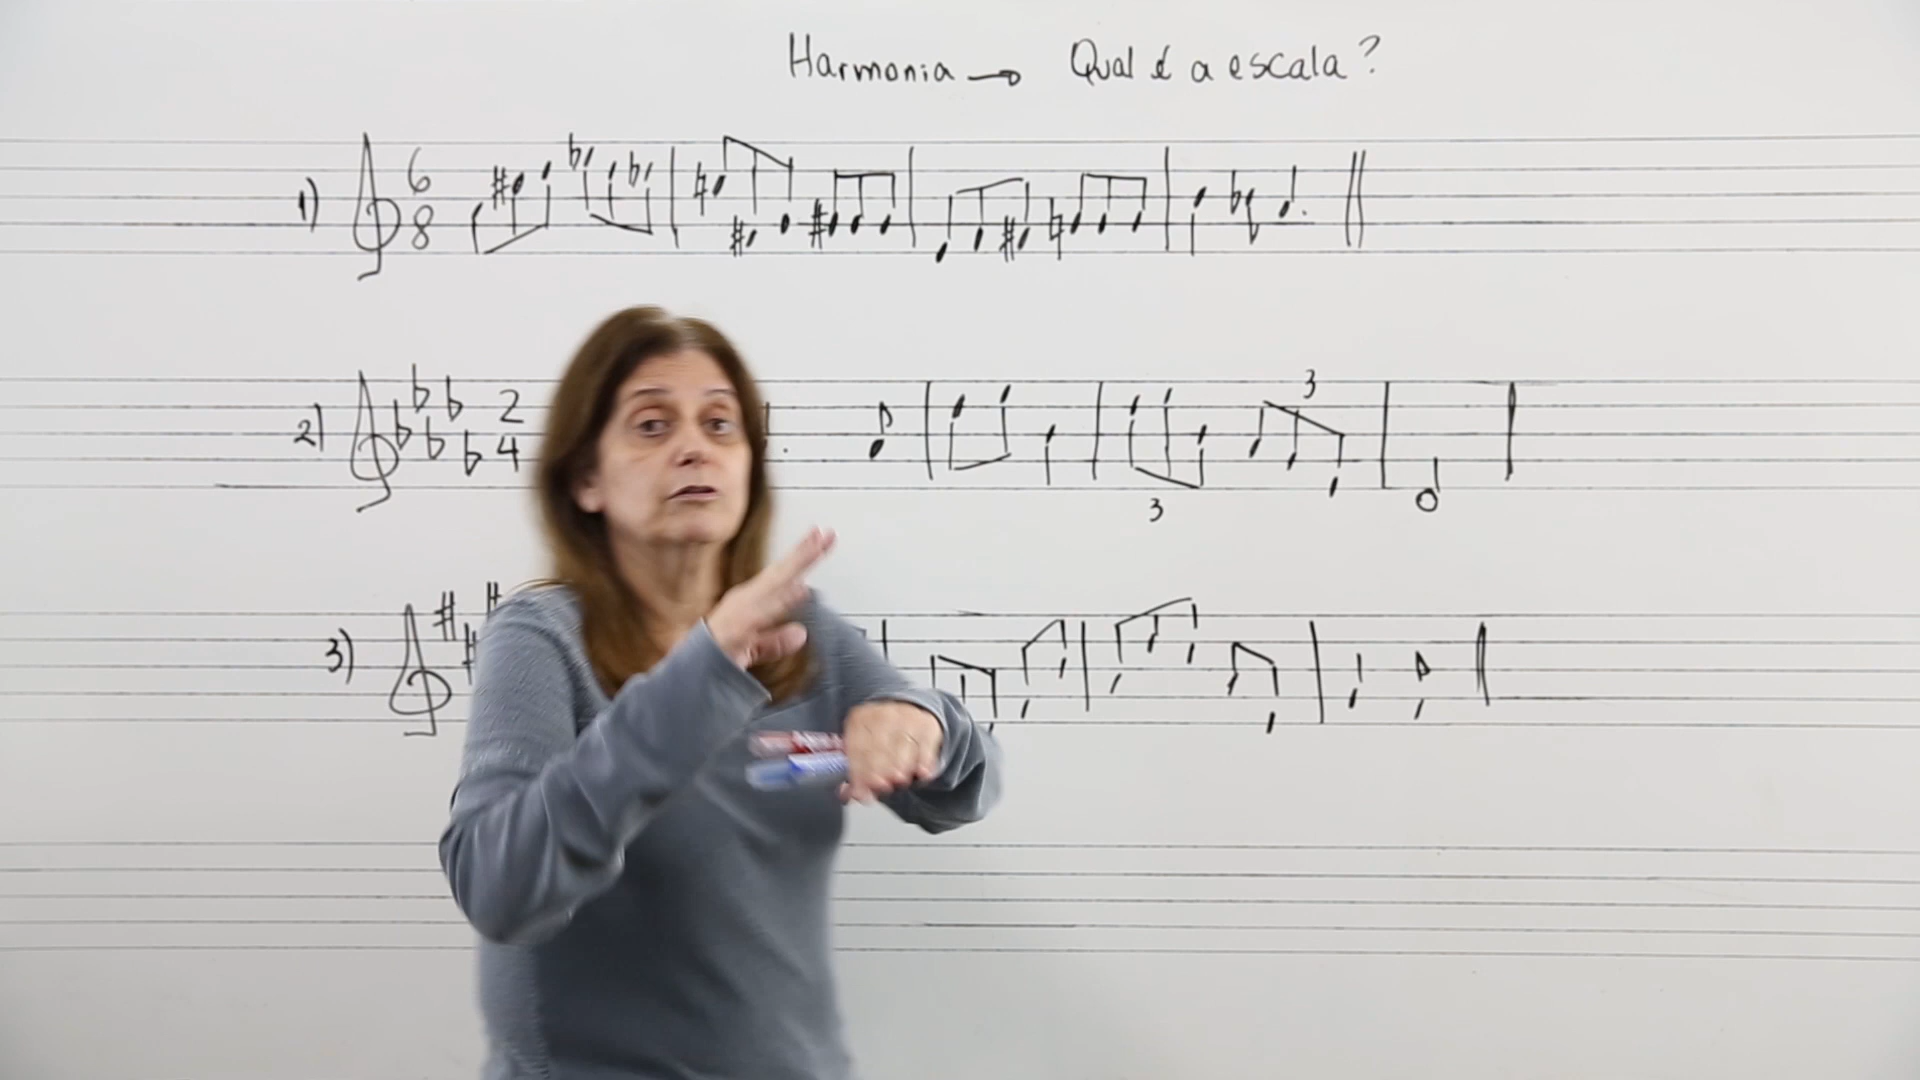 Harmonia → Qual é a escala?
1) 6 8
2) 2 4 3 3
3)